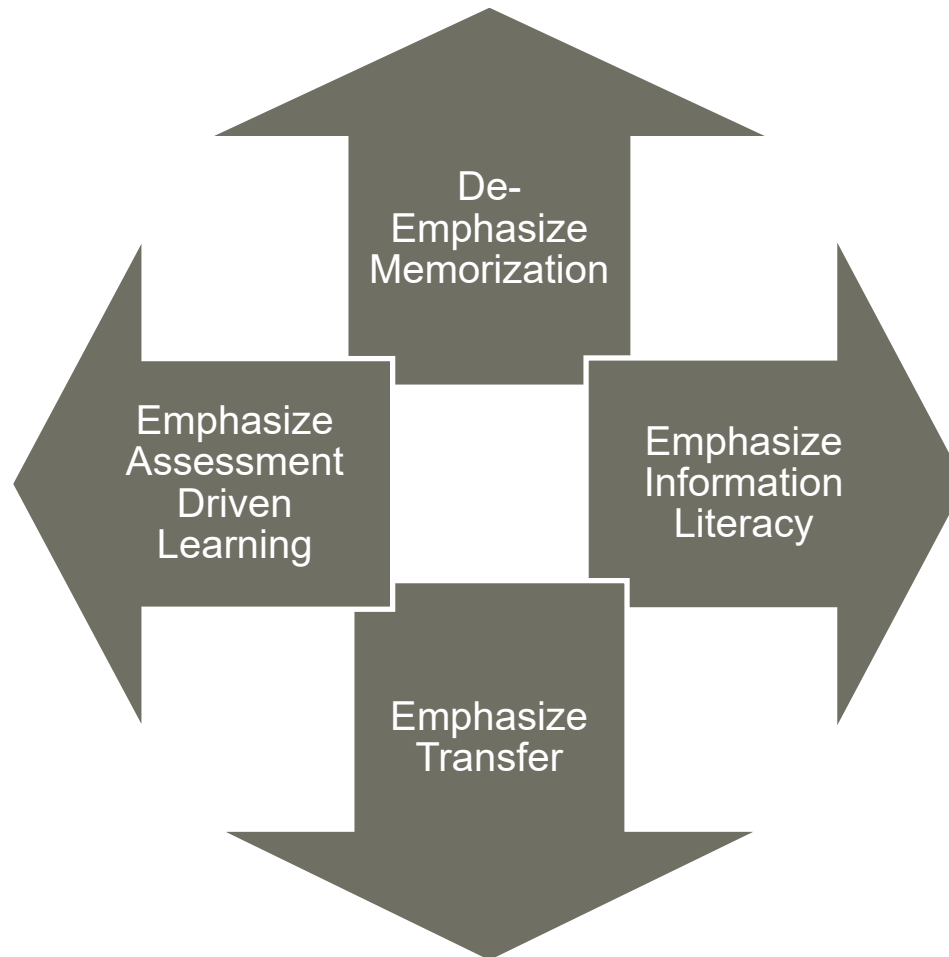 De-
Emphasize
Memorization
Emphasize
Assessment
Driven
Learning
Emphasize
Information
Literacy
Emphasize
Transfer